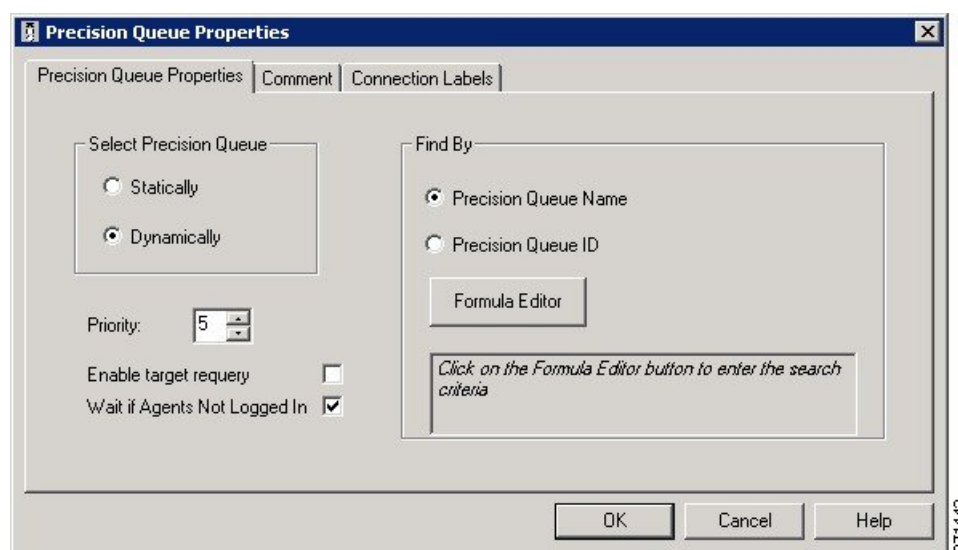 Precision Queue Properties
Precision Queue Properties
Comment
Connection Labels
Select Precision Queue
Statically
Dynamically
Priority:
5
Enable target requery
Wait if Agents Not Logged In
Find By
Precision Queue Name
Precision Queue ID
Formula Editor
Click on the Formula Editor button to enter the search
criteria
OK
Cancel
Help